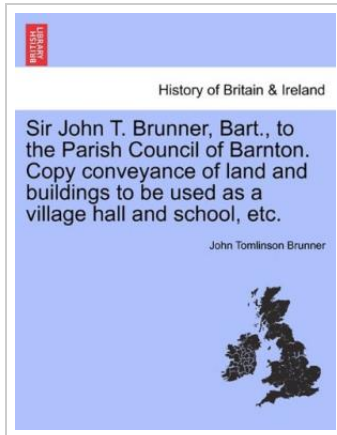 BRITISH
LIBRARY
History of Britain & Ireland
Sir John T. Brunner, Bart., to
the Parish Council of Barnton.
Copy conveyance of land and
buildings to be used as a
village hall and school, etc.
John Tomlinson Brunner